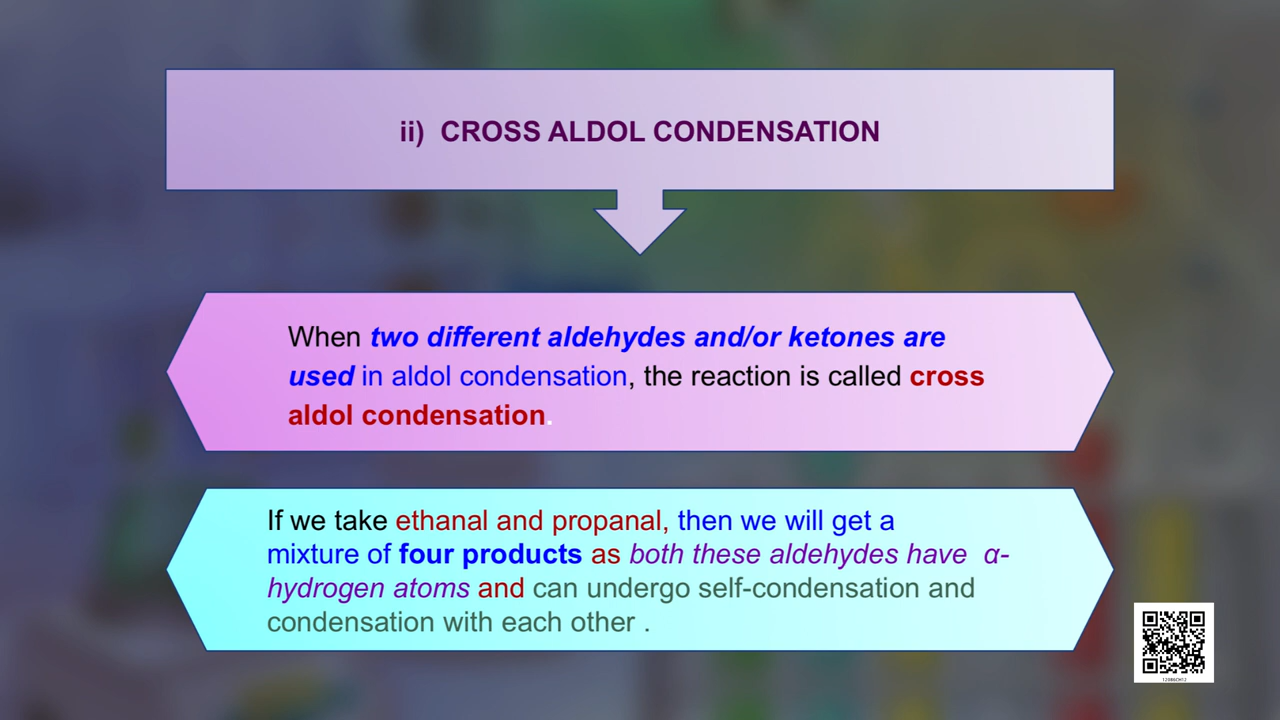 ii)  CROSS ALDOL CONDENSATION
When two different aldehydes and/or ketones are
used in aldol condensation, the reaction is called cross
aldol condensation.
If we take ethanal and propanal, then we will get a
mixture of four products as both these aldehydes have  α-
hydrogen atoms and can undergo self-condensation and
condensation with each other .